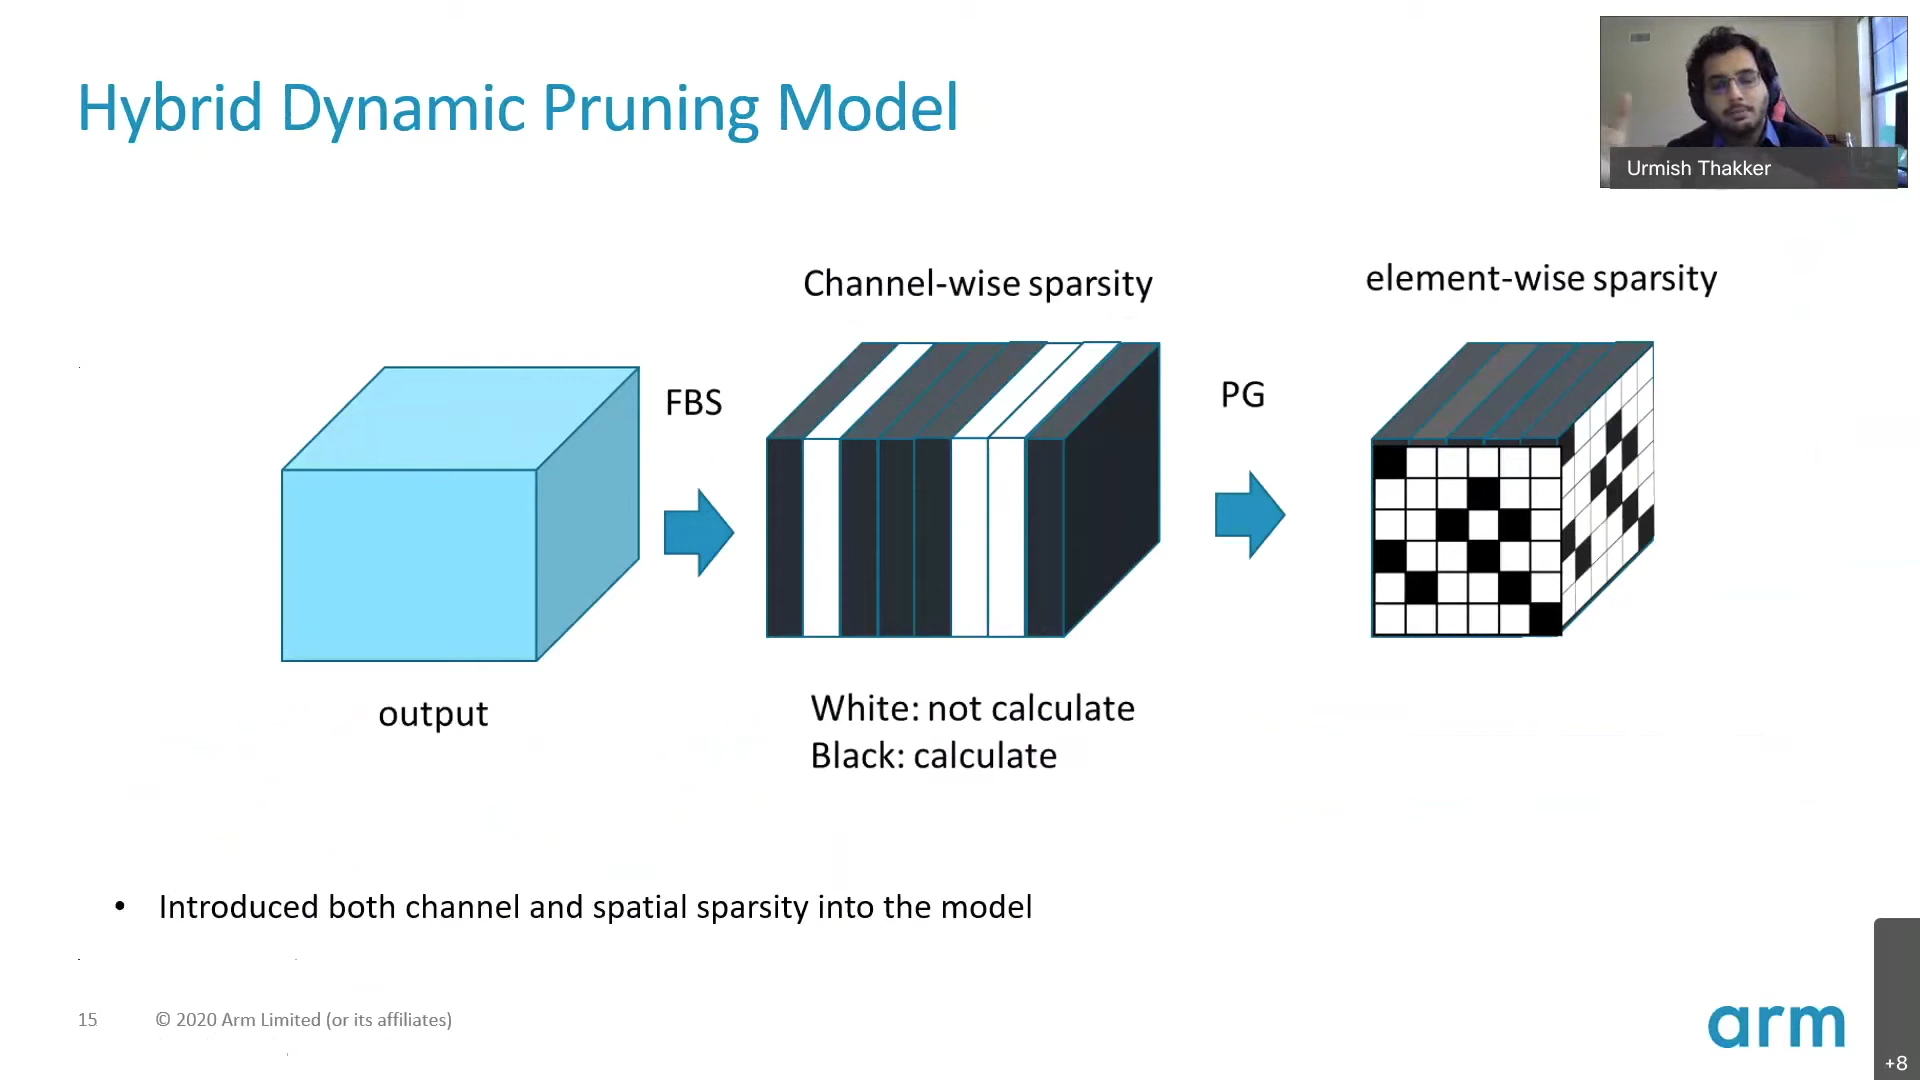 Hybrid Dynamic Pruning Model
Urmish Thakker
Channel-wise sparsity
element-wise sparsity
FBS
PG
output
White: not calculate
Black: calculate
• Introduced both channel and spatial sparsity into the model
15
© 2020 Arm Limited (or its affiliates)
arm
+8